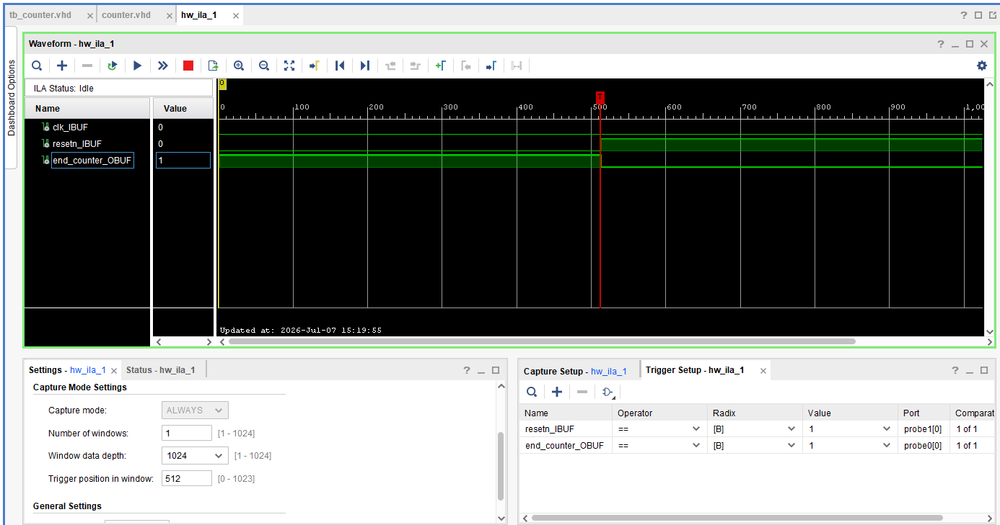 tb_counter.vhd × counter.vhd × hw_ila_1 ×
Dashboard Options
Waveform - hw_ila_1
ILA Status: Idle
Name Value
clk_IBUF 0
resetn_IBUF 0
end_counter_OBUF 1
0
T
0 100 200 300 400 500 600 700 800 900 1,00
Updated at: 2026-Jul-07 15:19:55
Settings - hw_ila_1 × Status - hw_ila_1
Capture Mode Settings
Capture mode: ALWAYS
Number of windows: 1 [1 - 1024]
Window data depth: 1024 [1 - 1024]
Trigger position in window: 512 [0 - 1023]
General Settings
Capture Setup - hw_ila_1 Trigger Setup - hw_ila_1 ×
Name Operator Radix Value Port Comparat
resetn_IBUF == [B] 1 probe1[0] 1 of 1
end_counter_OBUF == [B] 1 probe0[0] 1 of 1